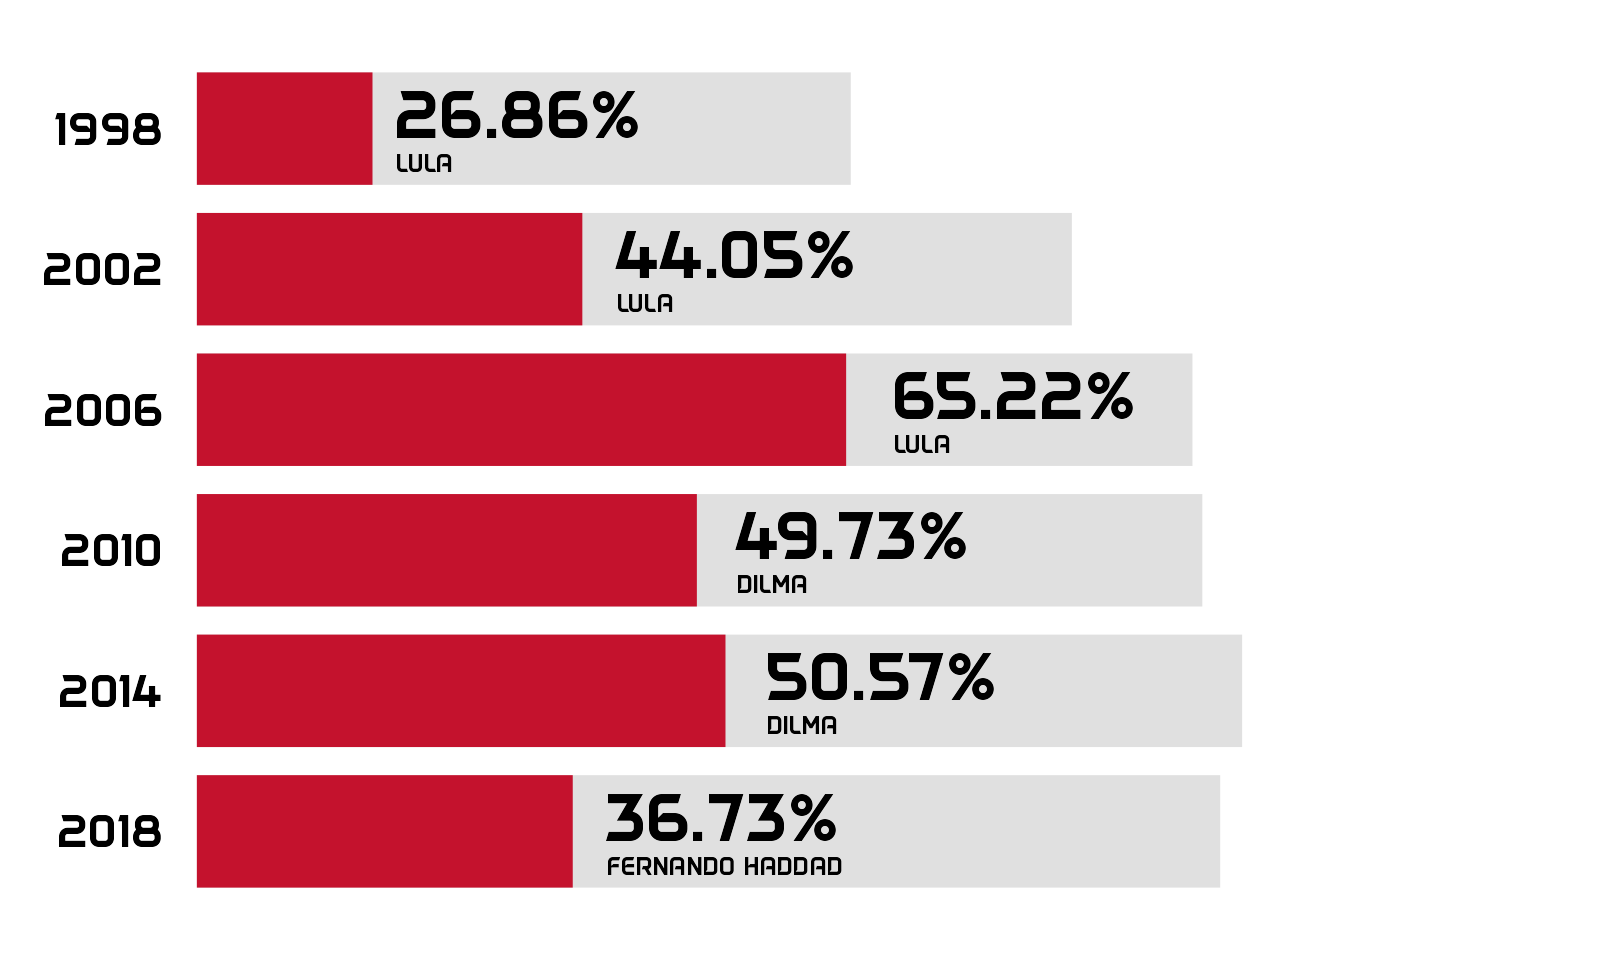 1998
26.86%
LULA
2002
44.05%
LULA
2006
65.22%
LULA
2010
49.73%
DILMA
2014
50.57%
DILMA
2018
36.73%
FERNANDO HADDAD